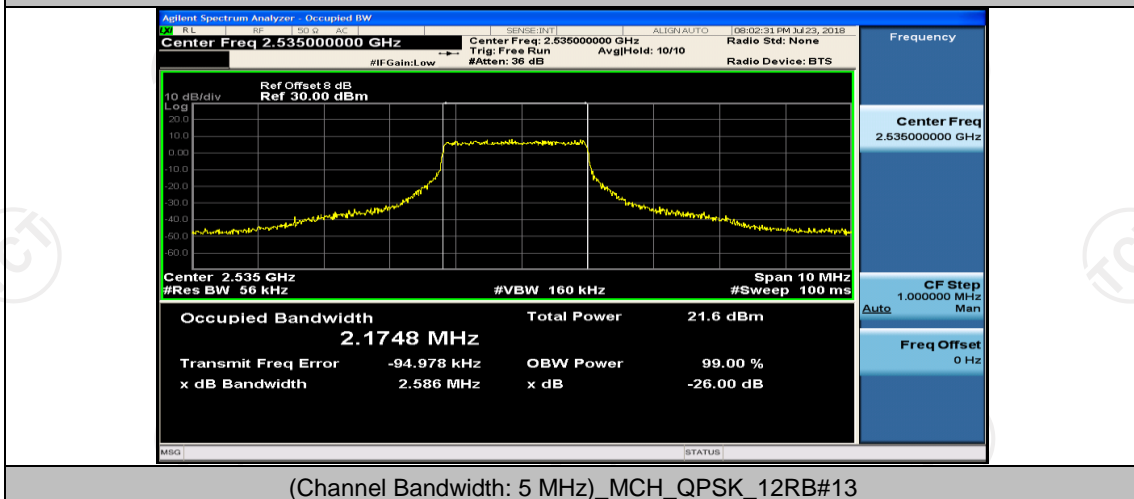 Agilent Spectrum Analyzer - Occupied BW
LXI RL RF 50 Ω AC SENSE:INT ALIGNAUTO 08:02:31 PM Jul 23, 2018
Center Freq 2.535000000 GHz
Center Freq: 2.535000000 GHz
Radio Std: None
Trig: Free Run Avg|Hold: 10/10
#IFGain:Low
#Atten: 36 dB
Radio Device: BTS
Frequency
Ref Offset 8 dB
10 dB/div Ref 30.00 dBm
Log
20.0
10.0
0.00
-10.0
-20.0
-30.0
-40.0
-50.0
-60.0
Center Freq
2.535000000 GHz
Center 2.535 GHz Span 10 MHz
#Res BW 56 kHz #VBW 160 kHz #Sweep 100 ms
CF Step
1.000000 MHz
Auto Man
Freq Offset
0 Hz
Occupied Bandwidth Total Power 21.6 dBm
2.1748 MHz
Transmit Freq Error -94.978 kHz OBW Power 99.00 %
x dB Bandwidth 2.586 MHz x dB -26.00 dB
MSG STATUS
(Channel Bandwidth: 5 MHz)_MCH_QPSK_12RB#13
TCT
TCT